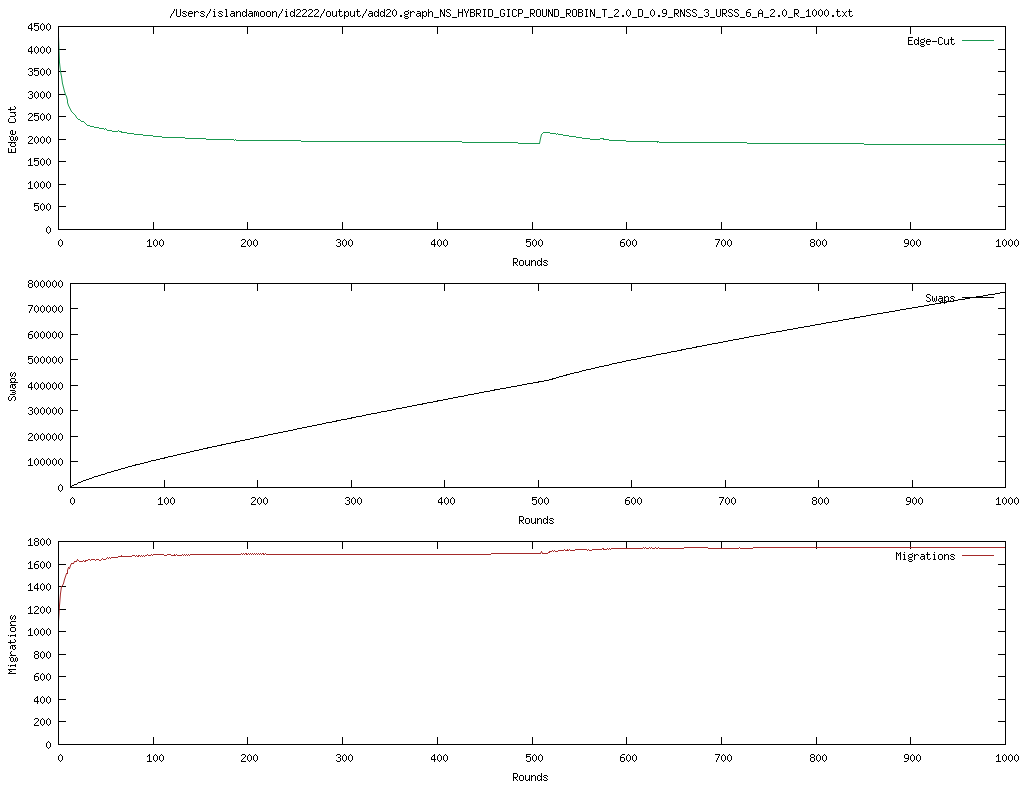 /Users/islandamoon/id2222/output/add20.graph_NS_HYBRID_GICP_ROUND_ROBIN_T_2.0_D_0.9_RNSS_3_URSS_6_A_2.0_R_1000.txt
4500
Edge-Cut
4000
3500
3000
2500
2000
1500
1000
500
0
Edge Cut
0 100 200 300 400 500 600 700 800 900 1000
Rounds
800000
Swaps
700000
600000
500000
400000
300000
200000
100000
0
Swaps
0 100 200 300 400 500 600 700 800 900 1000
Rounds
1800
Migrations
1600
1400
1200
1000
800
600
400
200
0
Migrations
0 100 200 300 400 500 600 700 800 900 1000
Rounds